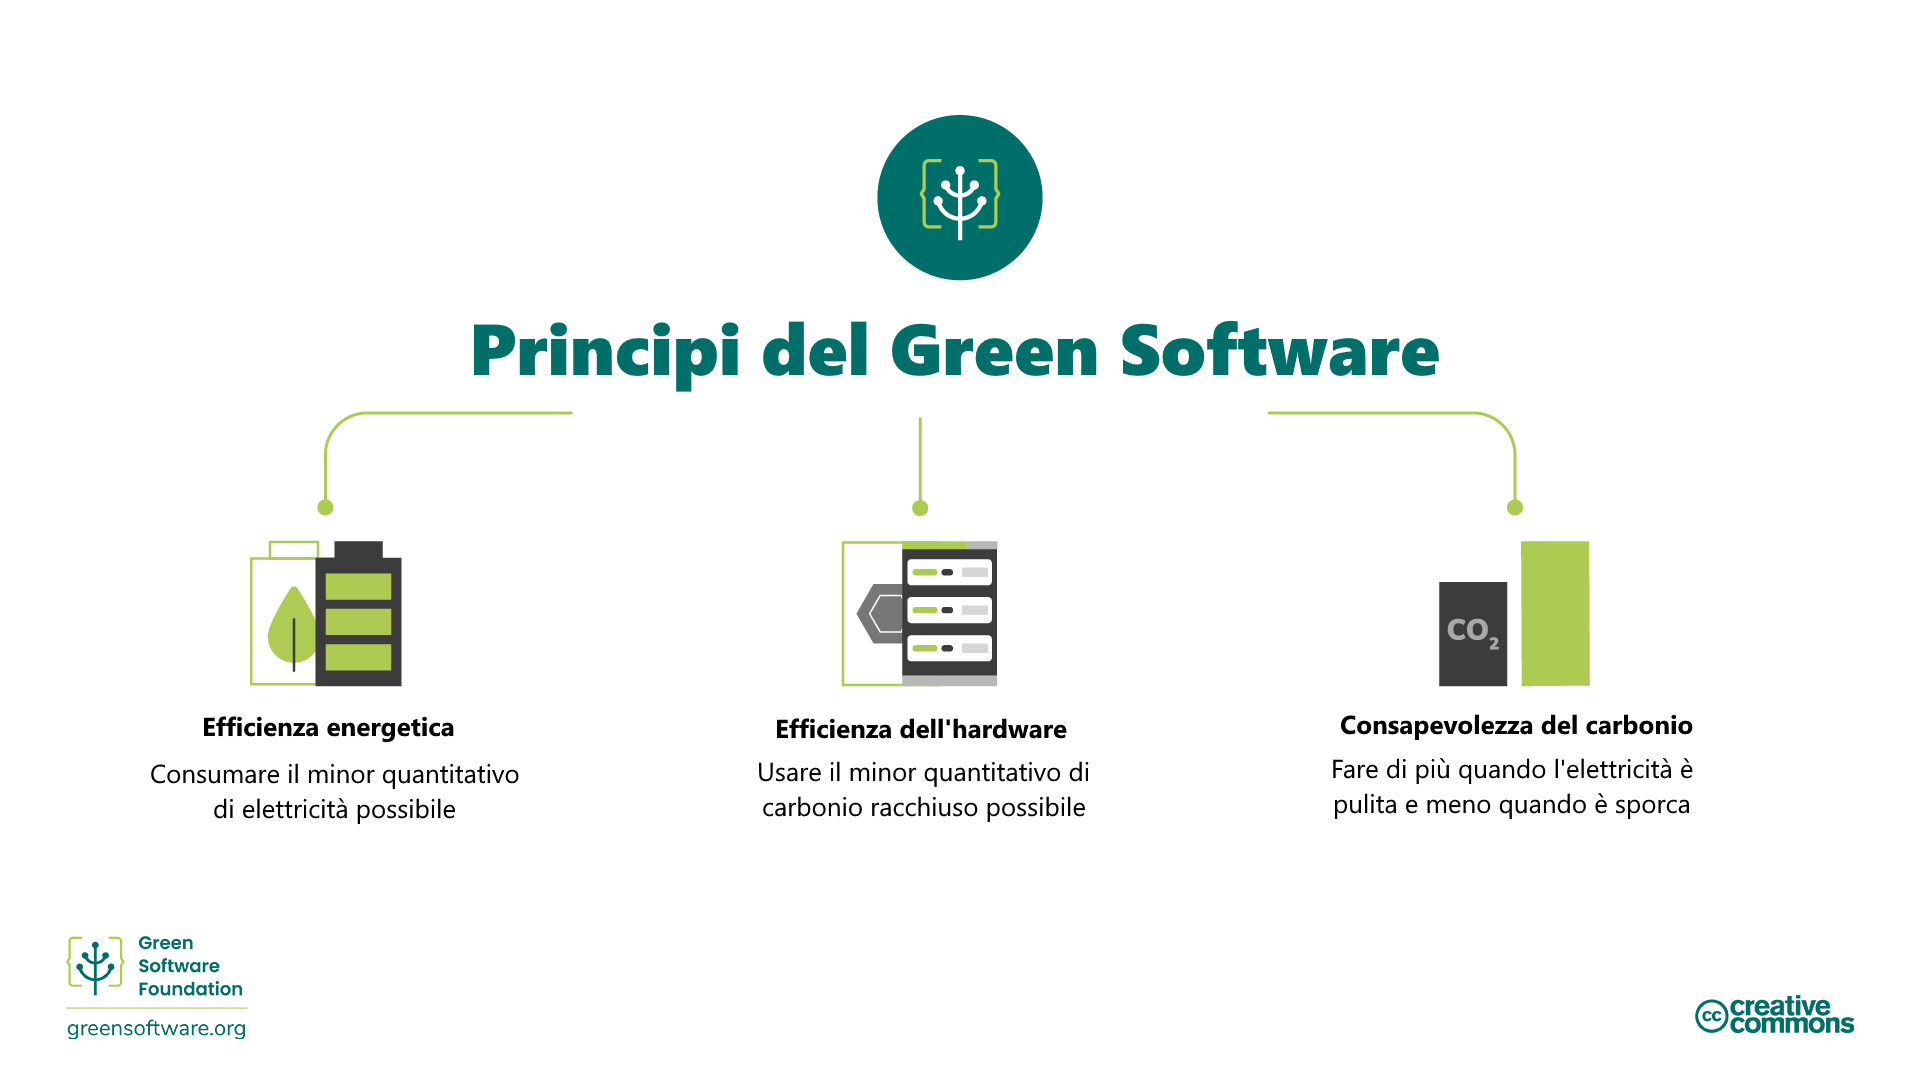 Principi del Green Software
Efficienza energetica
Consumare il minor quantitativo
di elettricità possibile
Efficienza dell'hardware
Usare il minor quantitativo di
carbonio racchiuso possibile
CO2
Consapevolezza del carbonio
Fare di più quando l'elettricità è
pulita e meno quando è sporca
Green
Software
Foundation
greensoftware.org
cc creative
commons